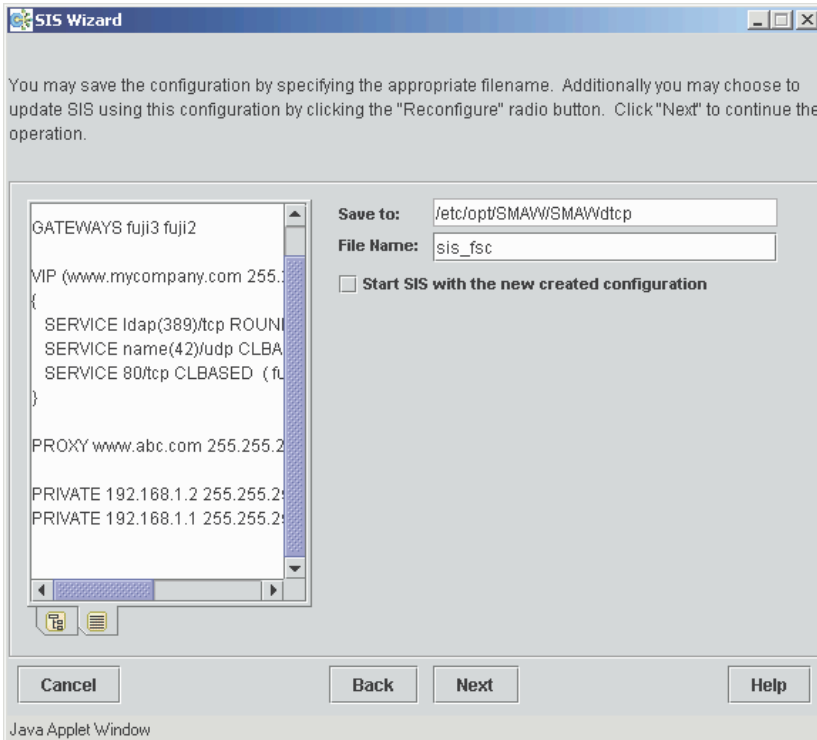 SIS Wizard
You may save the configuration by specifying the appropriate filename.  Additionally you may choose to
update SIS using this configuration by clicking the "Reconfigure" radio button.  Click "Next" to continue the
operation.
GATEWAYS fuji3 fuji2
VIP (www.mycompany.com 255.
{
SERVICE ldap(389)/tcp ROUN
SERVICE name(42)/udp CLBA
SERVICE 80/tcp CLBASED  ( fu
}
PROXY www.abc.com 255.255.2
PRIVATE 192.168.1.2 255.255.2
PRIVATE 192.168.1.1 255.255.2
Save to: /etc/opt/SMAW/SMAWdtcp
File Name: sis_fsc
Start SIS with the new created configuration
Cancel Back Next Help
Java Applet Window